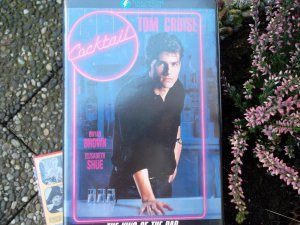 TOM CRUISE
Cocktail
BRYAN
BROWN
ELISABETH
SHUE
THE KING OF THE BAR